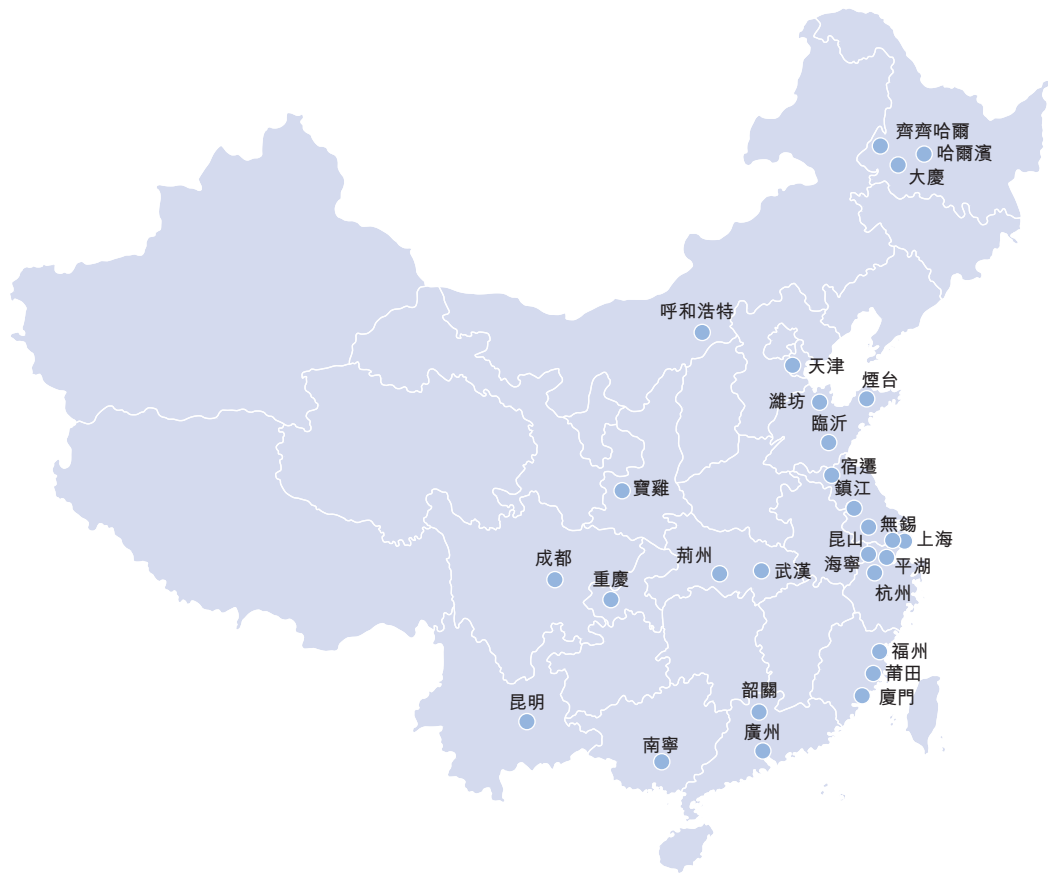 齊齊哈爾
哈爾濱
大慶
呼和浩特
天津
煙台
濰坊
臨沂
宿遷
寶雞
鎮江
無錫
昆山
上海
海寧
平湖
成都
荊州
武漢
重慶
杭州
福州
莆田
韶關
廈門
昆明
廣州
南寧